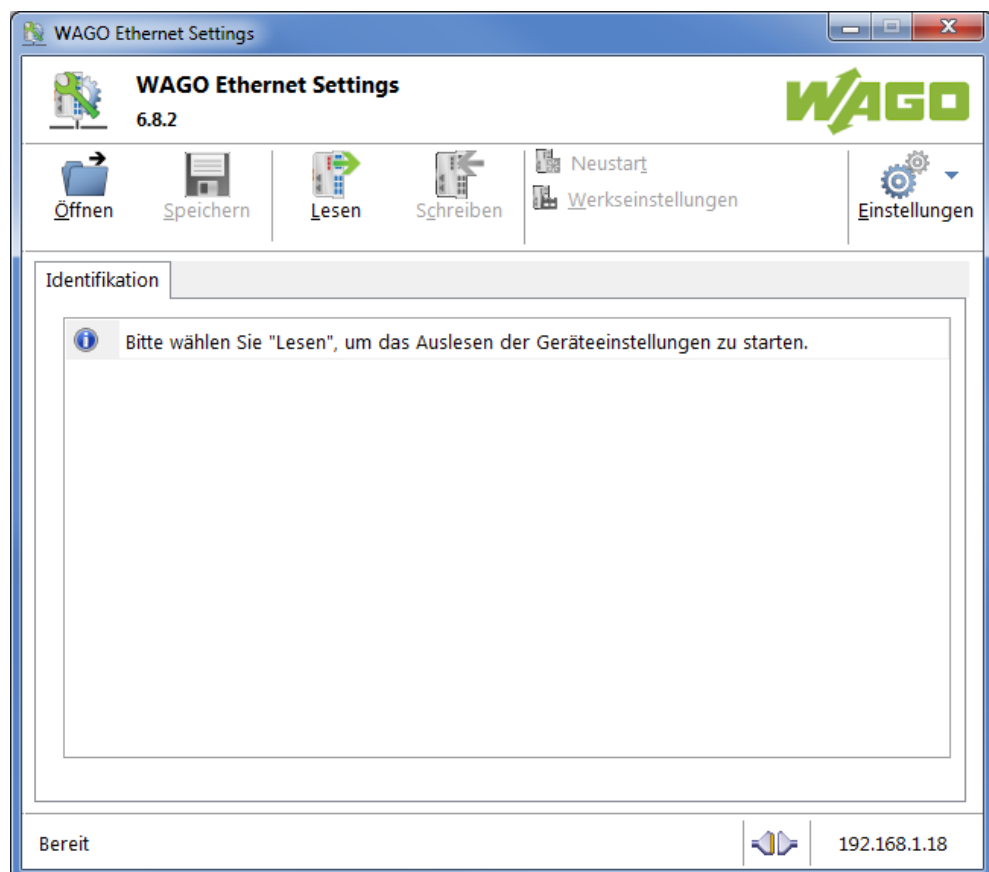 WAGO Ethernet Settings
WAGO Ethernet Settings
6.8.2
WAGO
Öffnen
Speichern
Lesen
Schreiben
Neustart
Werkseinstellungen
Einstellungen
Identifikation
Bitte wählen Sie "Lesen", um das Auslesen der Geräteeinstellungen zu starten.
Bereit
192.168.1.18